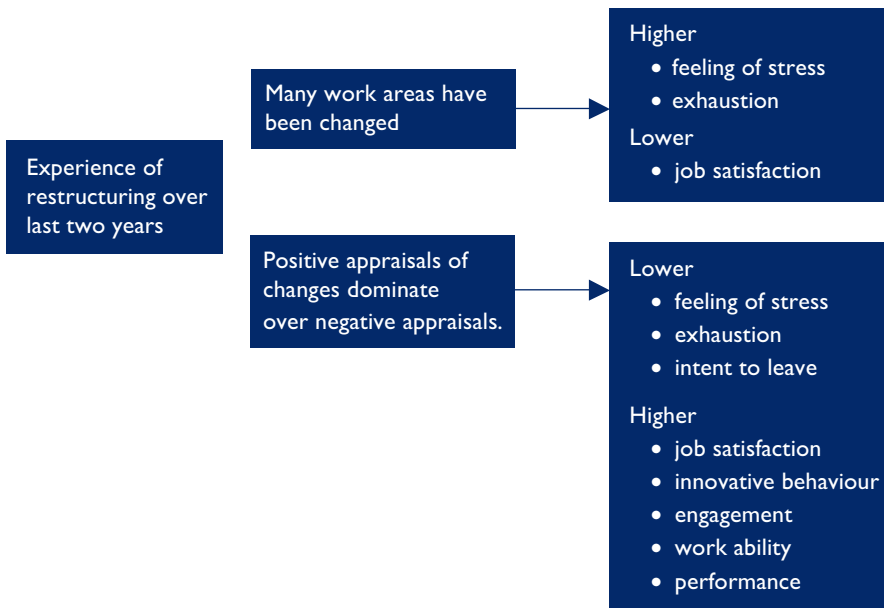 Experience of
restructuring over
last two years
Many work areas have
been changed
Higher
• feeling of stress
• exhaustion
Lower
• job satisfaction
Positive appraisals of
changes dominate
over negative appraisals.
Lower
• feeling of stress
• exhaustion
• intent to leave
Higher
• job satisfaction
• innovative behaviour
• engagement
• work ability
• performance